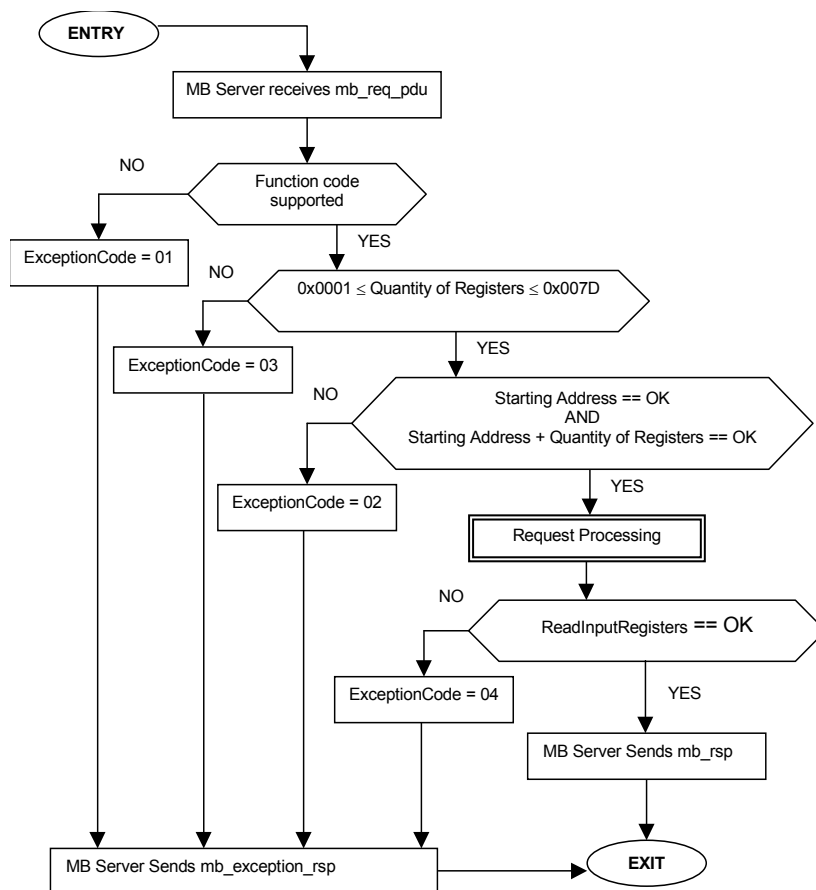 ENTRY
MB Server receives mb_req_pdu
NO
Function code
supported
YES
ExceptionCode = 01
NO
0x0001 ≤ Quantity of Registers ≤ 0x007D
YES
ExceptionCode = 03
NO
Starting Address == OK
AND
Starting Address + Quantity of Registers == OK
YES
ExceptionCode = 02
Request Processing
NO
ReadInputRegisters == OK
YES
ExceptionCode = 04
MB Server Sends mb_rsp
MB Server Sends mb_exception_rsp
EXIT